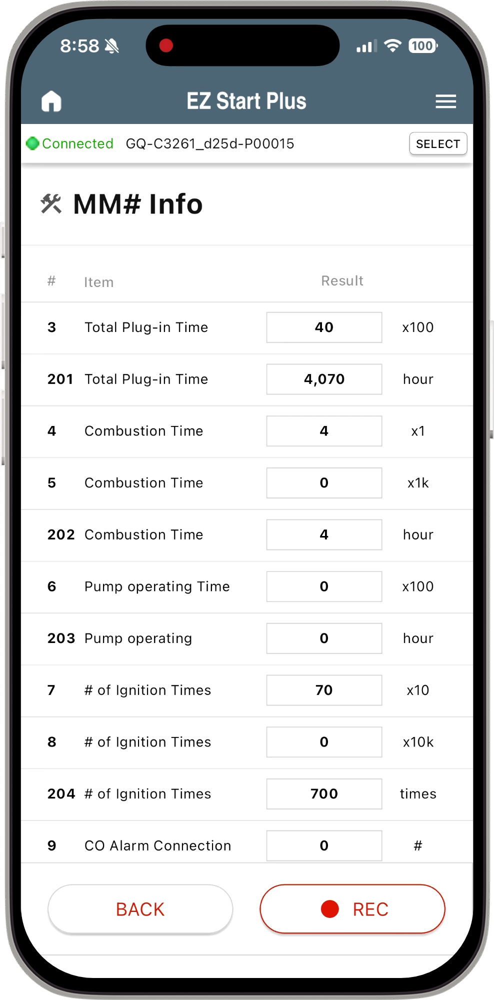 8:58 100
EZ Start Plus
Connected GQ-C3261_d25d-P00015 SELECT
MM# Info
# Item Result
3 Total Plug-in Time 40 x100
201 Total Plug-in Time 4,070 hour
4 Combustion Time 4 x1
5 Combustion Time 0 x1k
202 Combustion Time 4 hour
6 Pump operating Time 0 x100
203 Pump operating 0 hour
7 # of Ignition Times 70 x10
8 # of Ignition Times 0 x10k
204 # of Ignition Times 700 times
9 CO Alarm Connection 0 #
BACK REC